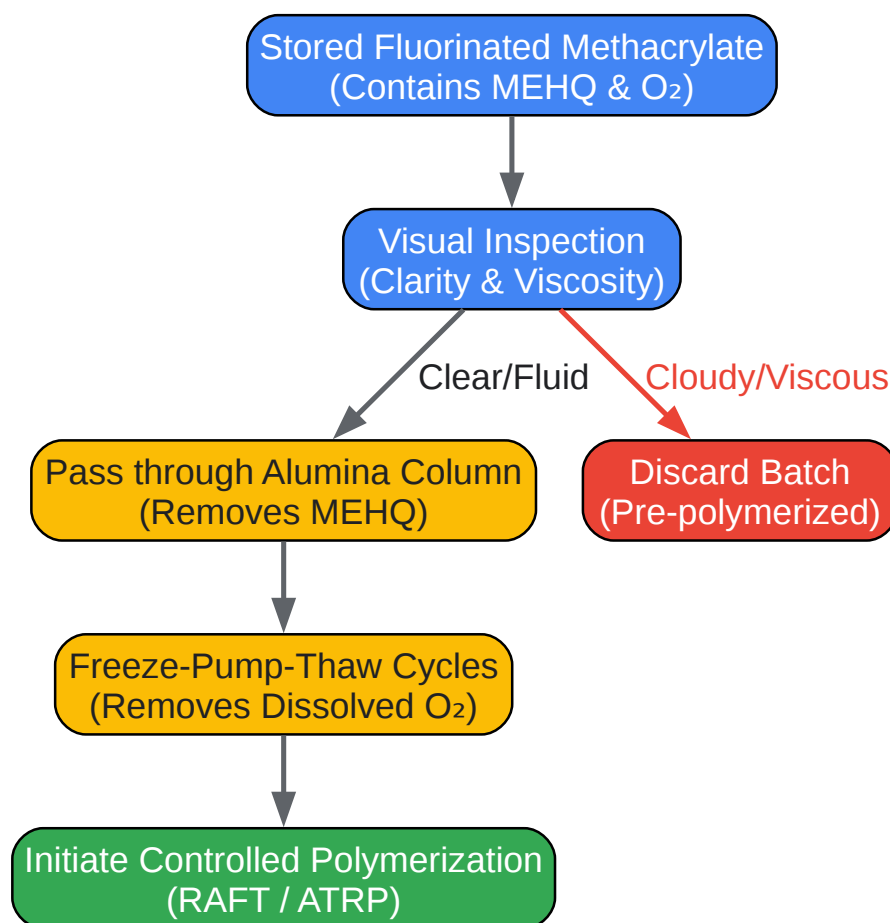 Stored Fluorinated Methacrylate
(Contains MEHQ & O₂)
Visual Inspection
(Clarity & Viscosity)
Clear/Fluid
Cloudy/Viscous
Pass through Alumina Column
(Removes MEHQ)
Discard Batch
(Pre-polymerized)
Freeze-Pump-Thaw Cycles
(Removes Dissolved O₂)
Initiate Controlled Polymerization
(RAFT / ATRP)